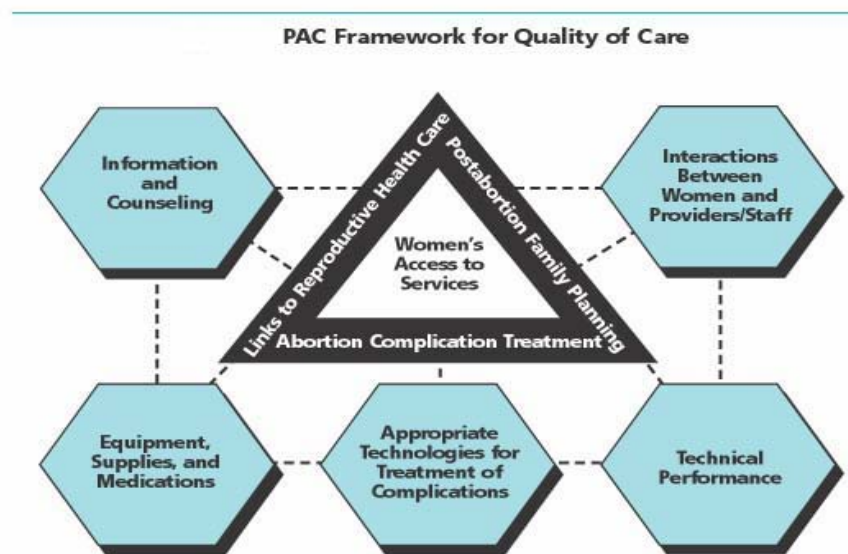 PAC Framework for Quality of Care
Information
and
Counseling
Links to Reproductive Health Care
Postabortion Family Planning
Interactions
Between
Women and
Providers/Staff
Women's
Access to
Services
Abortion Complication Treatment
Equipment,
Supplies, and
Medications
Appropriate
Technologies for
Treatment of
Complications
Technical
Performance